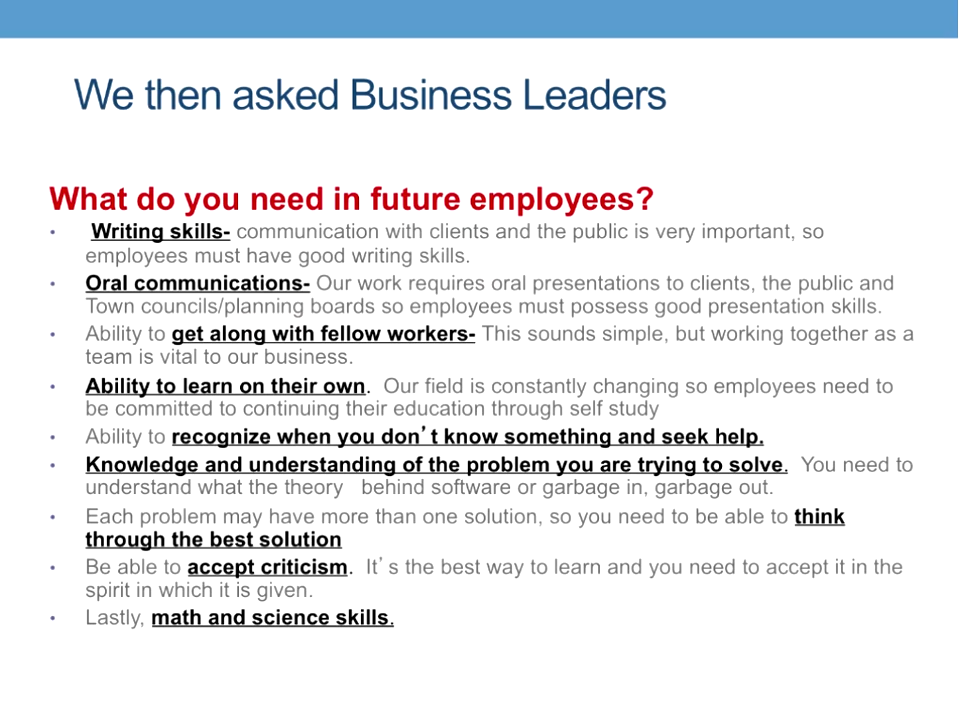 We then asked Business Leaders
What do you need in future employees?
• Writing skills- communication with clients and the public is very important, so
employees must have good writing skills.
• Oral communications- Our work requires oral presentations to clients, the public and
Town councils/planning boards so employees must possess good presentation skills.
• Ability to get along with fellow workers- This sounds simple, but working together as a
team is vital to our business.
• Ability to learn on their own. Our field is constantly changing so employees need to
be committed to continuing their education through self study
• Ability to recognize when you don’t know something and seek help.
• Knowledge and understanding of the problem you are trying to solve. You need to
understand what the theory behind software or garbage in, garbage out.
• Each problem may have more than one solution, so you need to be able to think
through the best solution
• Be able to accept criticism. It’s the best way to learn and you need to accept it in the
spirit in which it is given.
• Lastly, math and science skills.